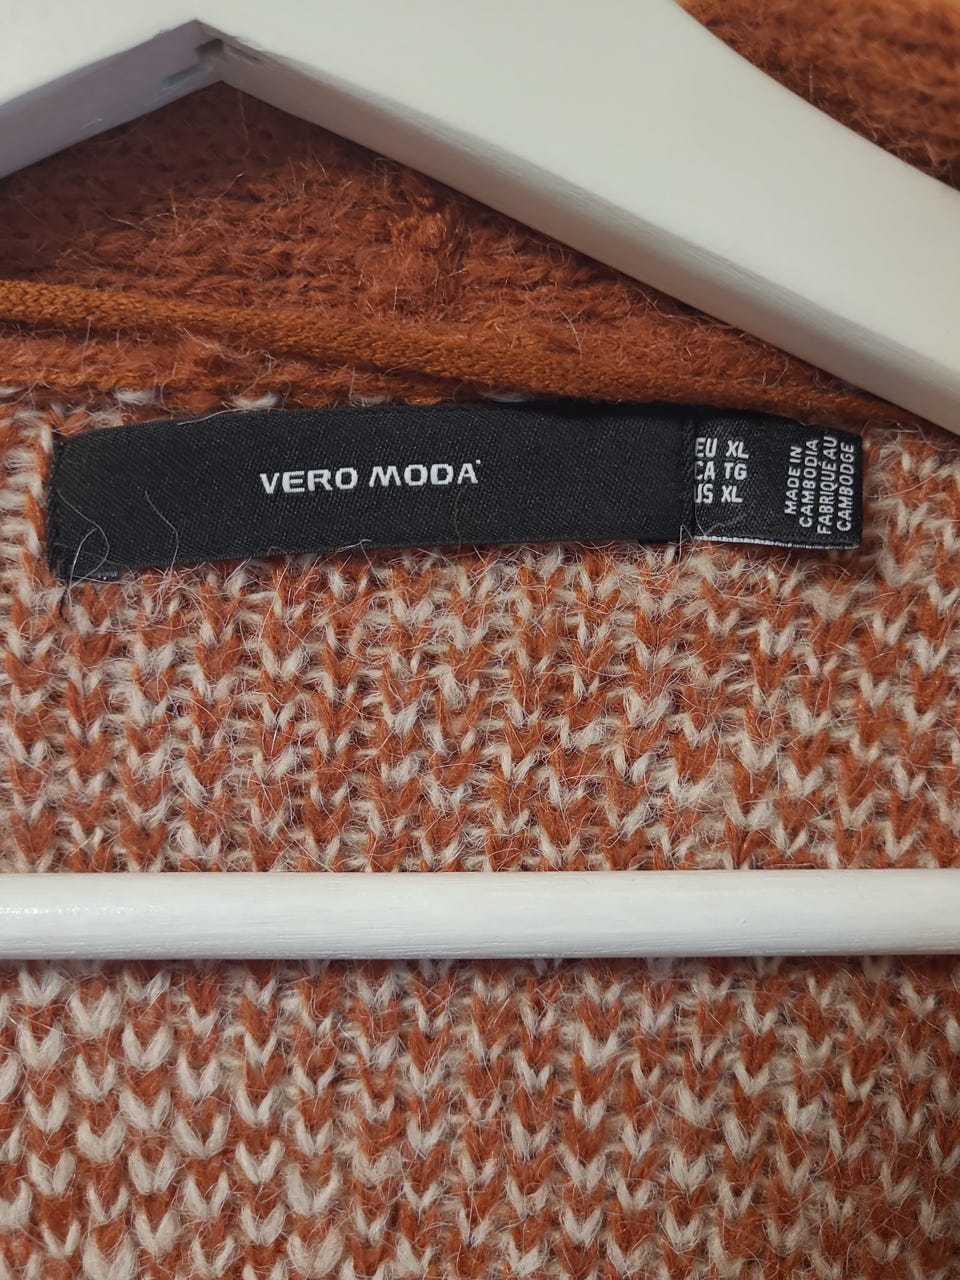 VERO MODA
EU XL
CA TG
US XL
MADE IN
CAMBODIA
FABRIQUÉ AU
CAMBODGE